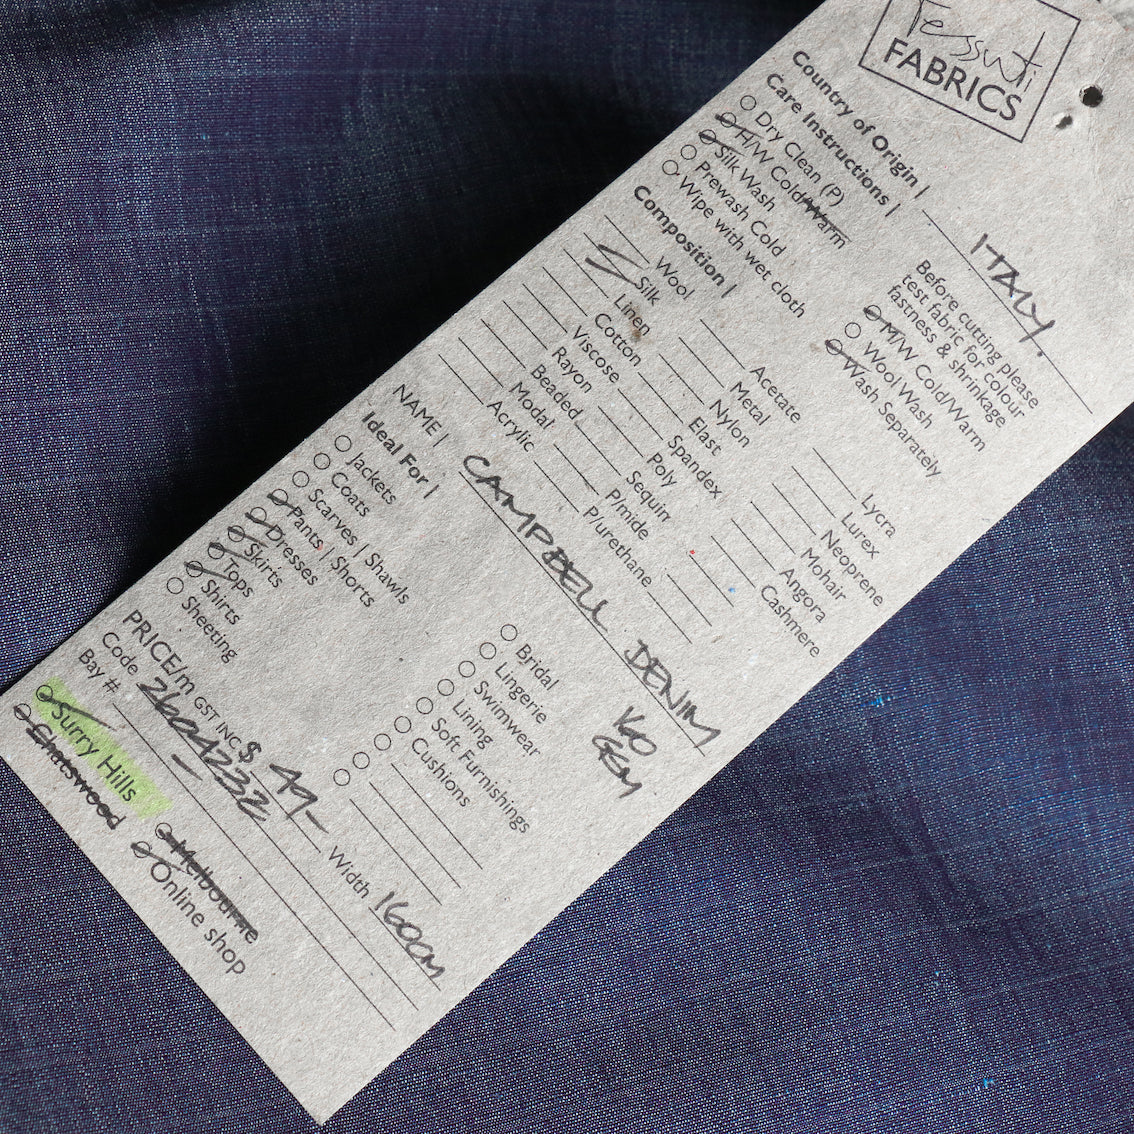 Tessuti
FABRICS
Country of Origin | ITALY.
Care Instructions |
Dry Clean (P)
H/W Cold/Warm
Silk Wash
Prewash Cold
Wipe with wet cloth
Before cutting please
test fabric for colour
fastness & shrinkage
M/W Cold/Warm
Wool Wash
Wash Separately
Composition |
Wool
Silk
Linen
Cotton
Viscose
Rayon
Beaded
Modal
Acrylic
Acetate
Metal
Nylon
Elast
Spandex
Poly
Sequin
P/mide
P/urethane
Lycra
Lurex
Neoprene
Mohair
Angora
Cashmere
NAME | CAMPBELL DENIM
160
GSM
Ideal For |
Jackets
Coats
Scarves | Shawls
Pants | Shorts
Dresses
Skirts
Tops
Shirts
Sheeting
Bridal
Lingerie
Swimwear
Lining
Soft Furnishings
Cushions
PRICE/m GST INC $ 49- Width 160cm
Code 2604232
Bay # -
Surry Hills
Chatswood
Melbourne
Online shop